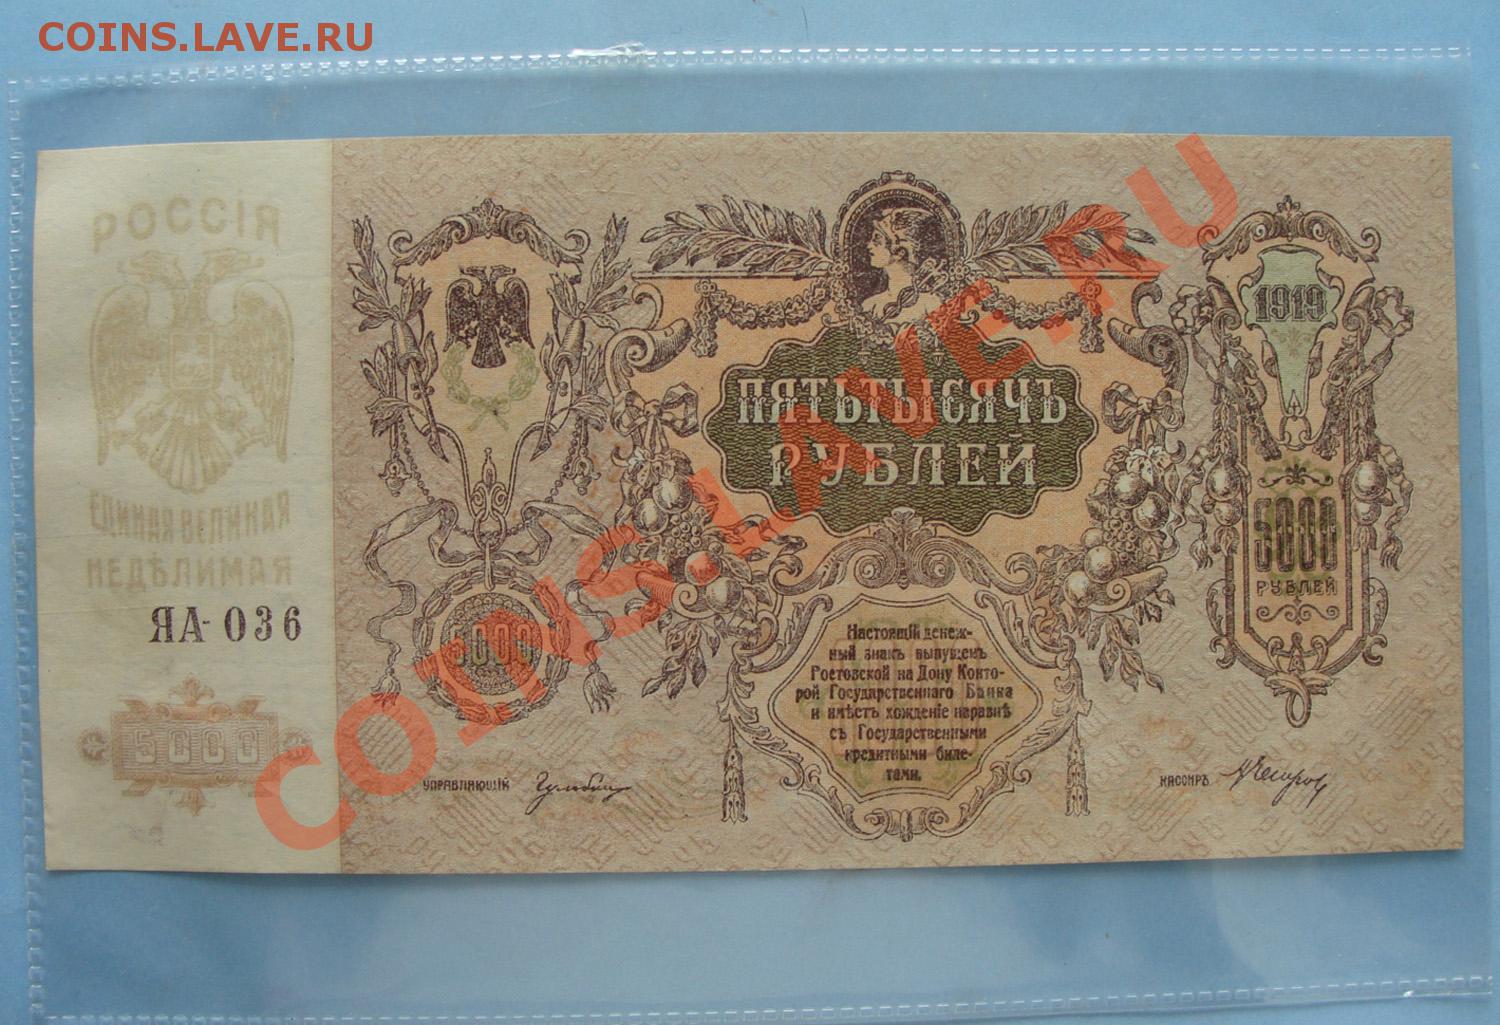 COINS.LAVE.RU
РОССІЯ
ЕДИНАЯ ВЕЛИКАЯ
НЕДѢЛИМАЯ
ЯА-036
5000
5000
ПЯТЬТЫСЯЧЪ
РУБЛЕЙ
Настоящій денеж-
ный знакъ выпущенъ
Ростовской на Дону Конто-
рой Государственнаго Банка
и имѣетъ хожденіе наравнѣ
съ Государственными
кредитными биле-
тами.
УПРАВЛЯЮЩІЙ
КАССИРЪ
1919
5000
РУБЛЕЙ
COINS.LAVE.RU